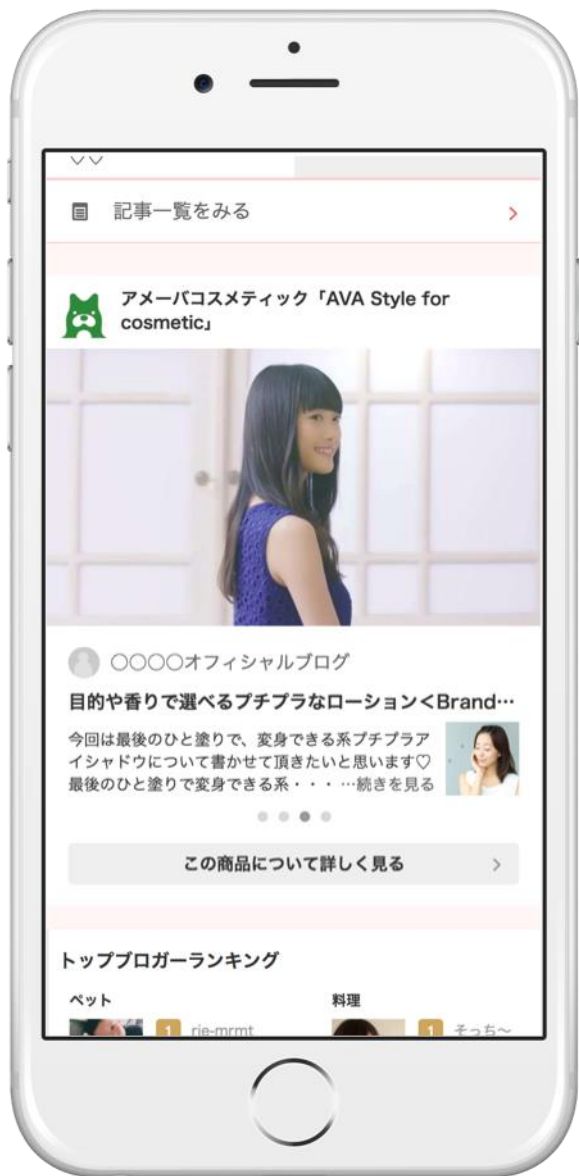 記事一覧をみる
アメーバコスメティック「AVA Style for
cosmetic」
○○○○オフィシャルブログ
目的や香りで選べるプチプラなローション<Brand…
今回は最後のひと塗りで、変身できる系プチプラア
イシャドウについて書かせて頂きたいと思います♡
最後のひと塗りで変身できる系・・・…続きを見る
この商品について詳しく見る
トップブロガーランキング
ペット 料理
1 rie-mrmt 1 そっち～